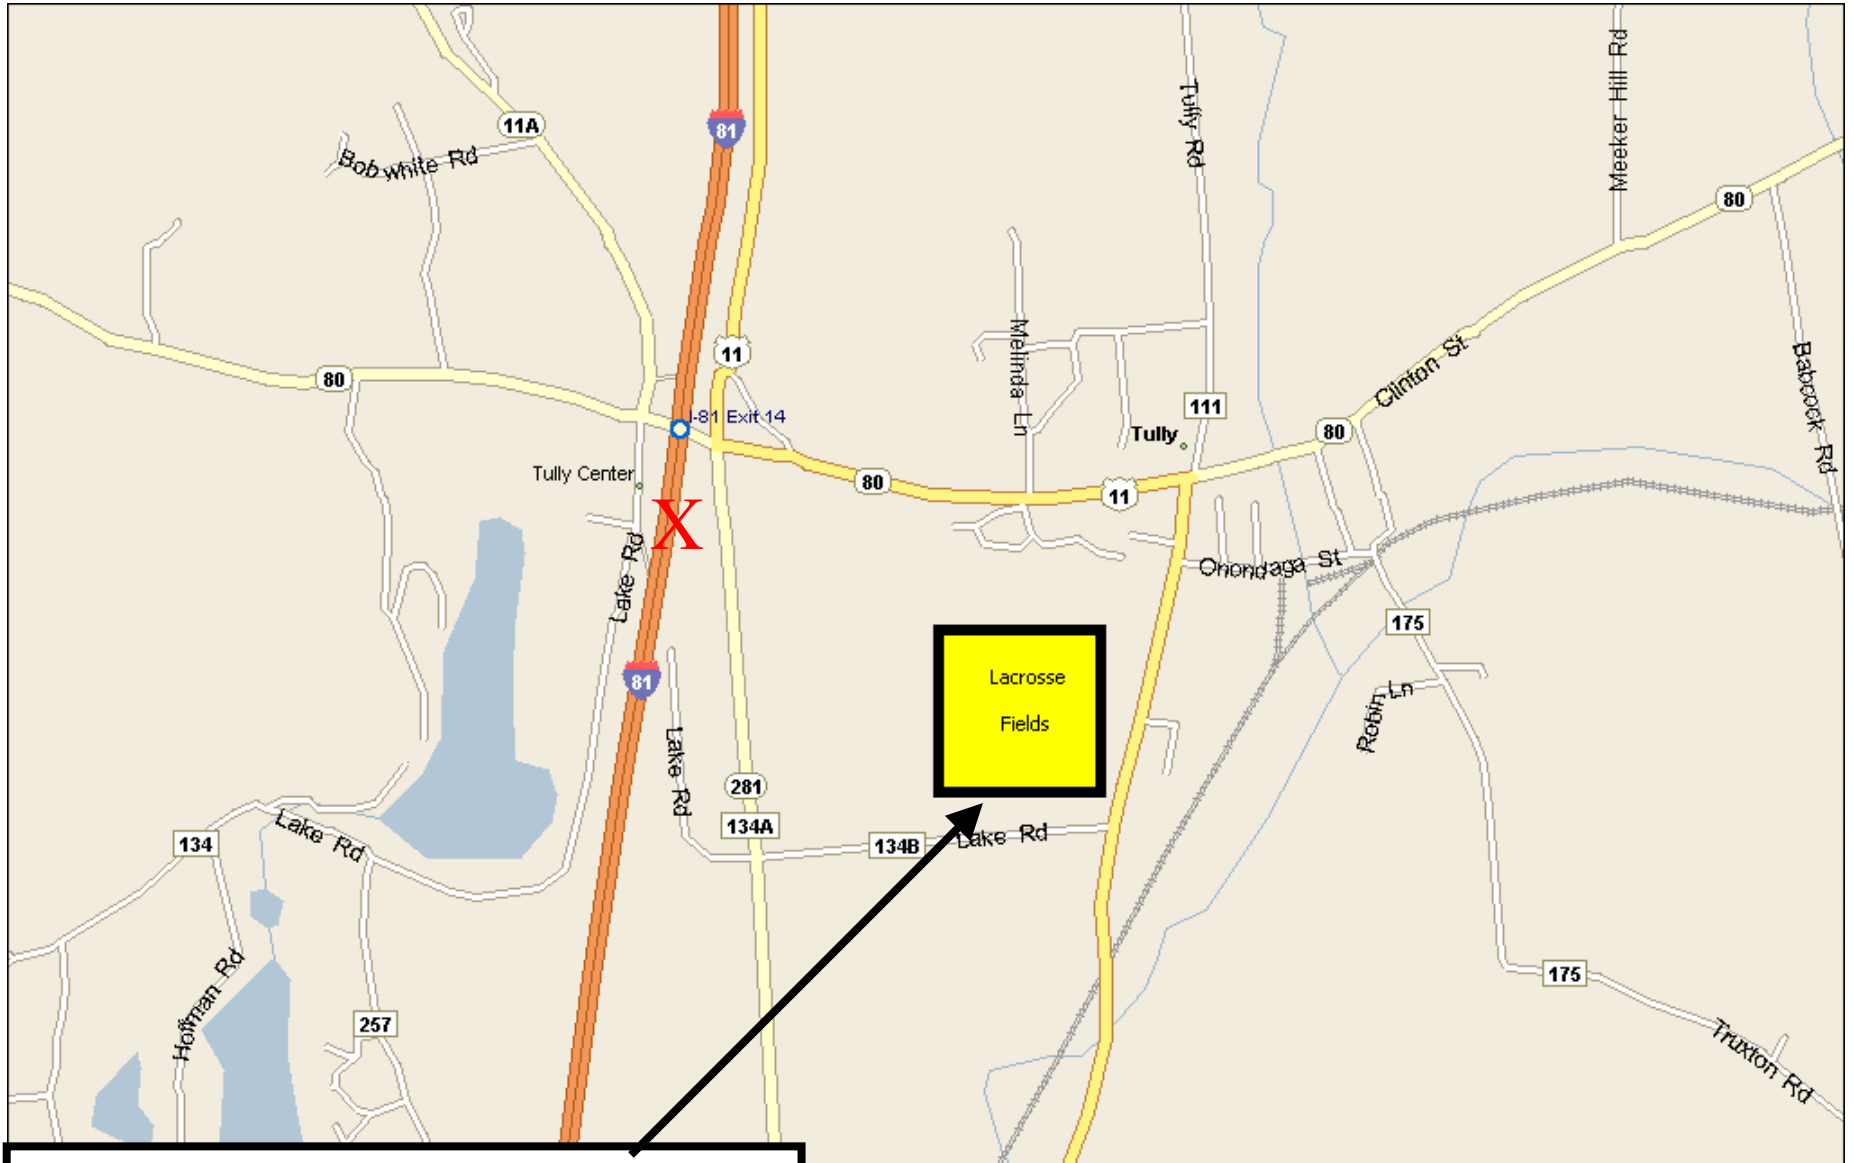 81
11A
Bobwhite Rd
Tully Rd
Meeker Hill Rd
80
11
80
I-81 Exit 14
Melinda Ln
111
Tully
80
Clinton St
Babcock Rd
Tully Center
80
11
X
Lake Rd
Onondaga St
175
81
Lacrosse
Fields
Robin Ln
Lake Rd
281
134A
134
Lake Rd
134B
Lake Rd
Hoffman Rd
257
175
Truxton Rd